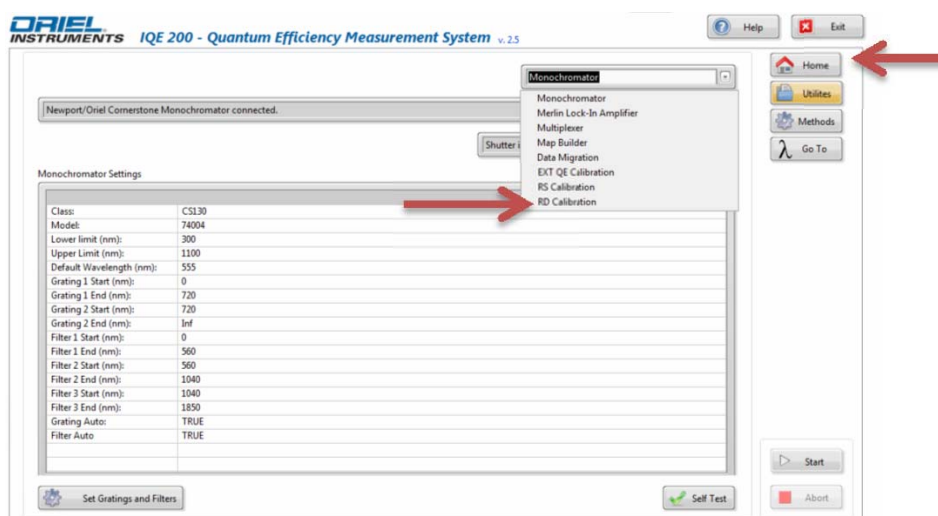 ORIEL
INSTRUMENTS IQE 200 - Quantum Efficiency Measurement System v. 2.5
Help
Exit
Home
Utilites
Methods
λ Go To
Monochromator
Newport/Oriel Cornerstone Monochromator connected.
Monochromator
Merlin Lock-In Amplifier
Multiplexer
Map Builder
Data Migration
EXT QE Calibration
RS Calibration
RD Calibration
Shutter i
Monochromator Settings
Class: CS130
Model: 74004
Lower limit (nm): 300
Upper Limit (nm): 1100
Default Wavelength (nm): 555
Grating 1 Start (nm): 0
Grating 1 End (nm): 720
Grating 2 Start (nm): 720
Grating 2 End (nm): Inf
Filter 1 Start (nm): 0
Filter 1 End (nm): 560
Filter 2 Start (nm): 560
Filter 2 End (nm): 1040
Filter 3 Start (nm): 1040
Filter 3 End (nm): 1850
Grating Auto: TRUE
Filter Auto TRUE
Set Gratings and Filters
Self Test
Start
Abort